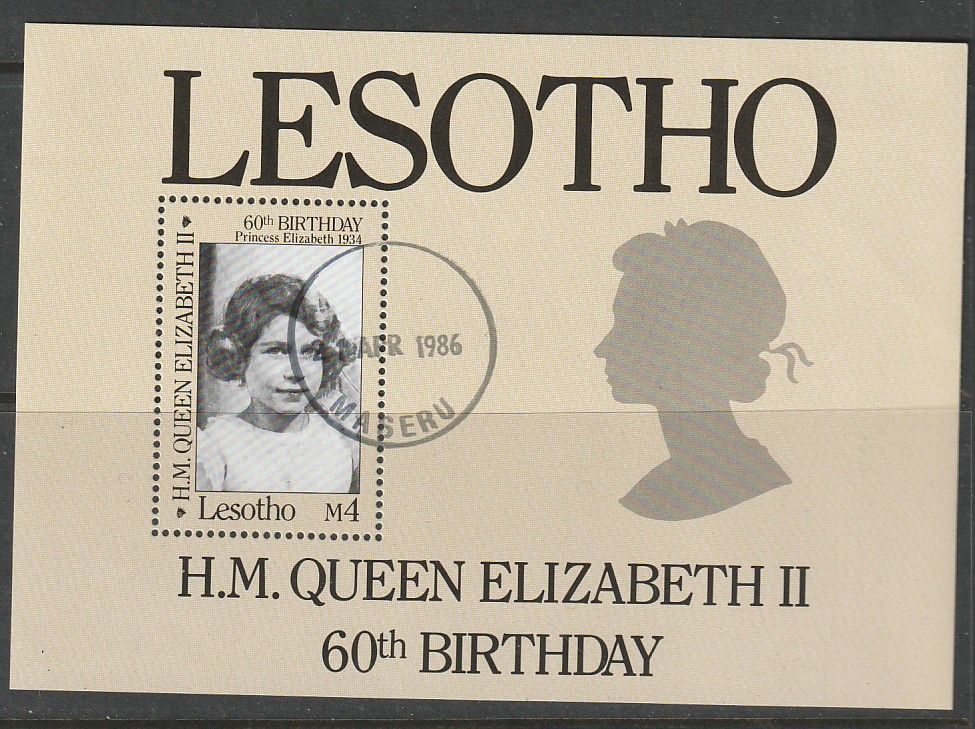 LESOTHO
60th BIRTHDAY
Princess Elizabeth 1934
H.M. QUEEN ELIZABETH II
APR 1986
MASERU
Lesotho M4
H.M. QUEEN ELIZABETH II
60th BIRTHDAY